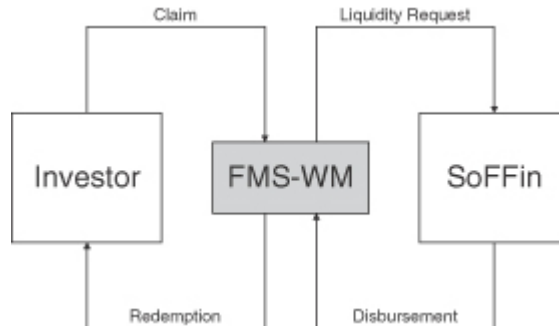 Claim
Liquidity Request
Investor
FMS-WM
SoFFin
Redemption
Disbursement